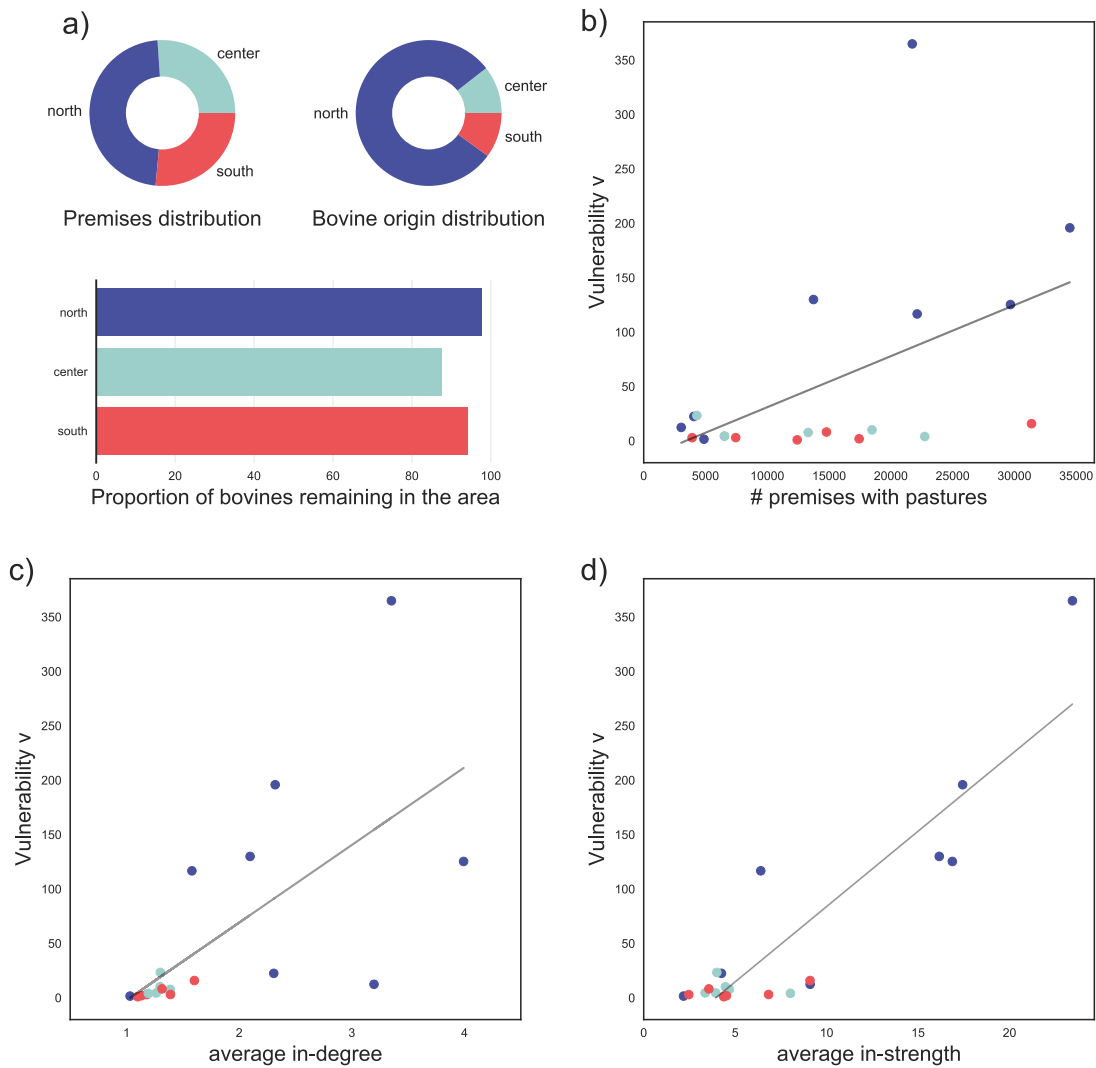 a)
center
north
south
Premises distribution
center
north
south
Bovine origin distribution
north
center
south
0 20 40 60 80 100
Proportion of bovines remaining in the area
b)
Vulnerability v
350
300
250
200
150
100
50
0
0 5000 10000 15000 20000 25000 30000 35000
# premises with pastures
c)
Vulnerability v
350
300
250
200
150
100
50
0
1 2 3 4
average in-degree
d)
Vulnerability v
350
300
250
200
150
100
50
0
0 5 10 15 20
average in-strength